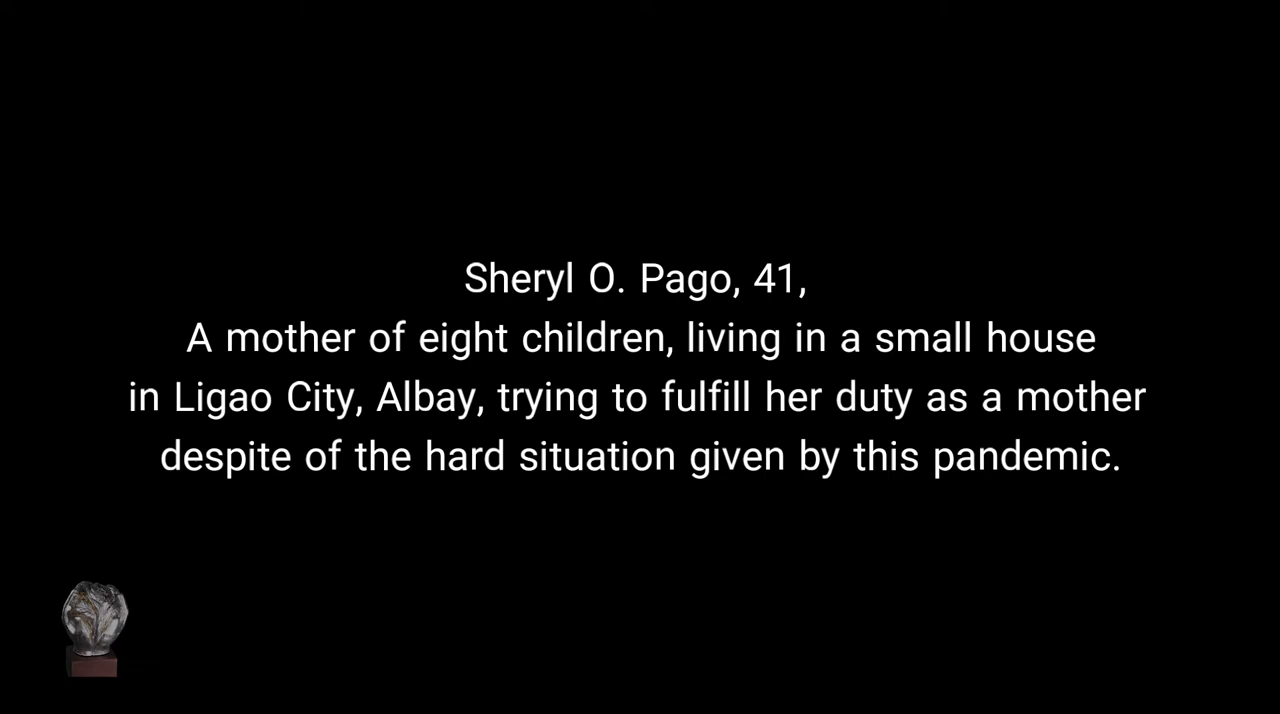 Sheryl O. Pago, 41,
A mother of eight children, living in a small house
in Ligao City, Albay, trying to fulfill her duty as a mother
despite of the hard situation given by this pandemic.